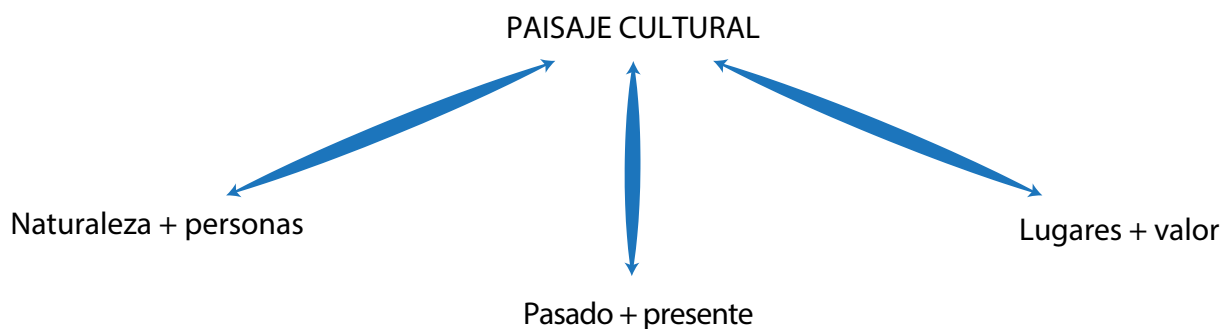 PAISAJE CULTURAL
Naturaleza + personas
Lugares + valor
Pasado + presente